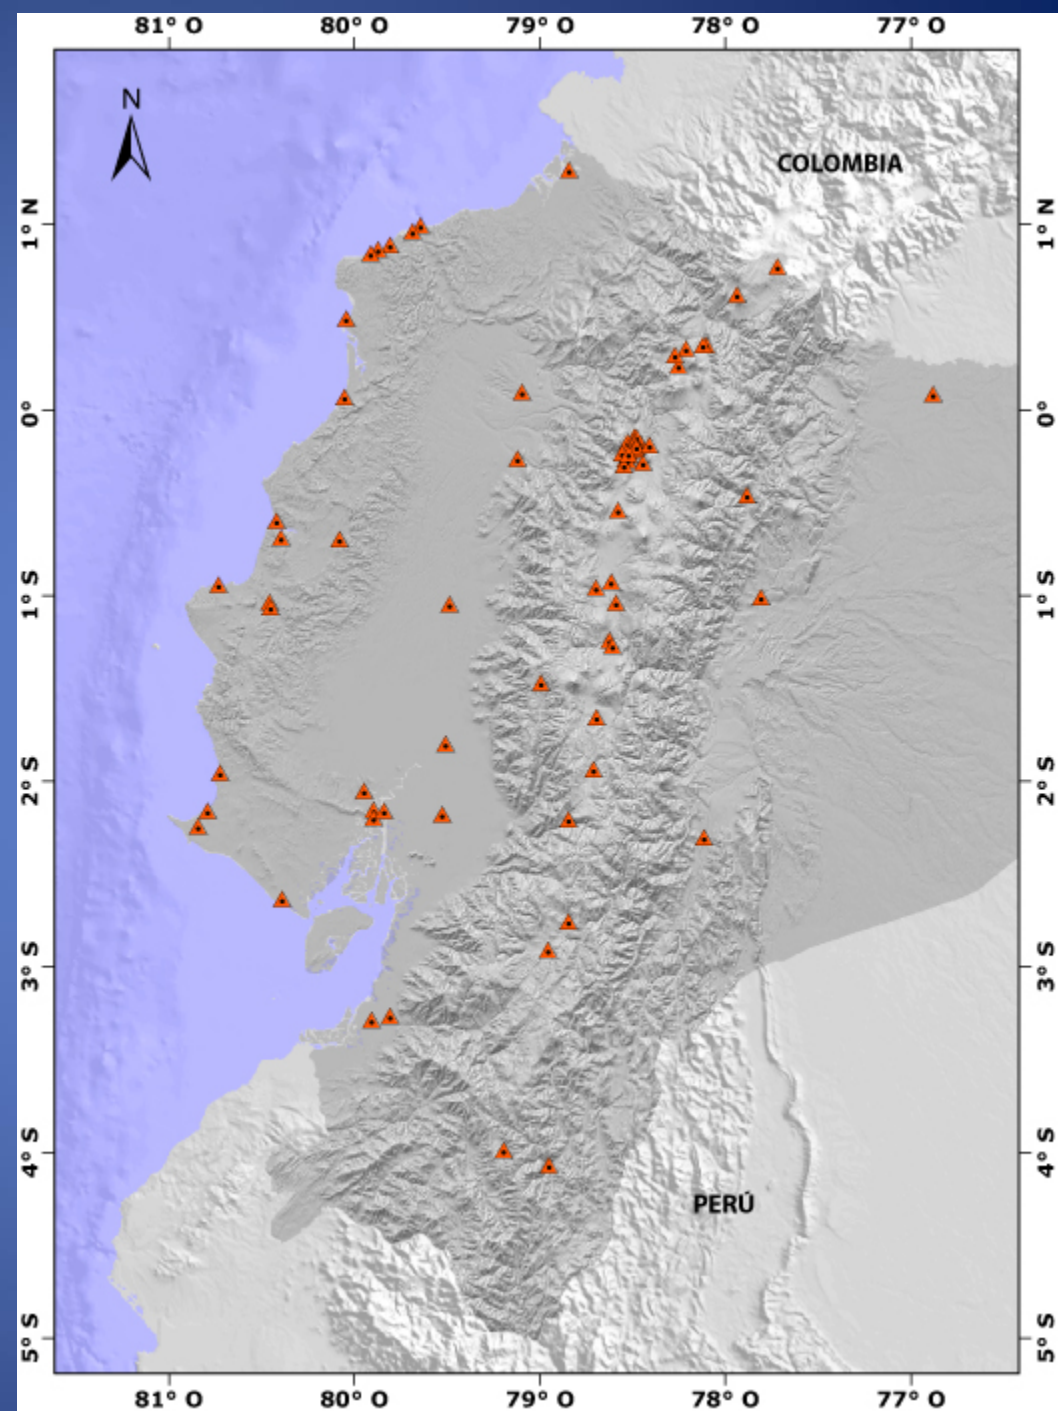 81° O 80° O 79° O 78° O 77° O
N
COLOMBIA
1° N 1° N
0° 0°
1° S 1° S
2° S 2° S
3° S 3° S
4° S 4° S
PERÚ
5° S 5° S
81° O 80° O 79° O 78° O 77° O